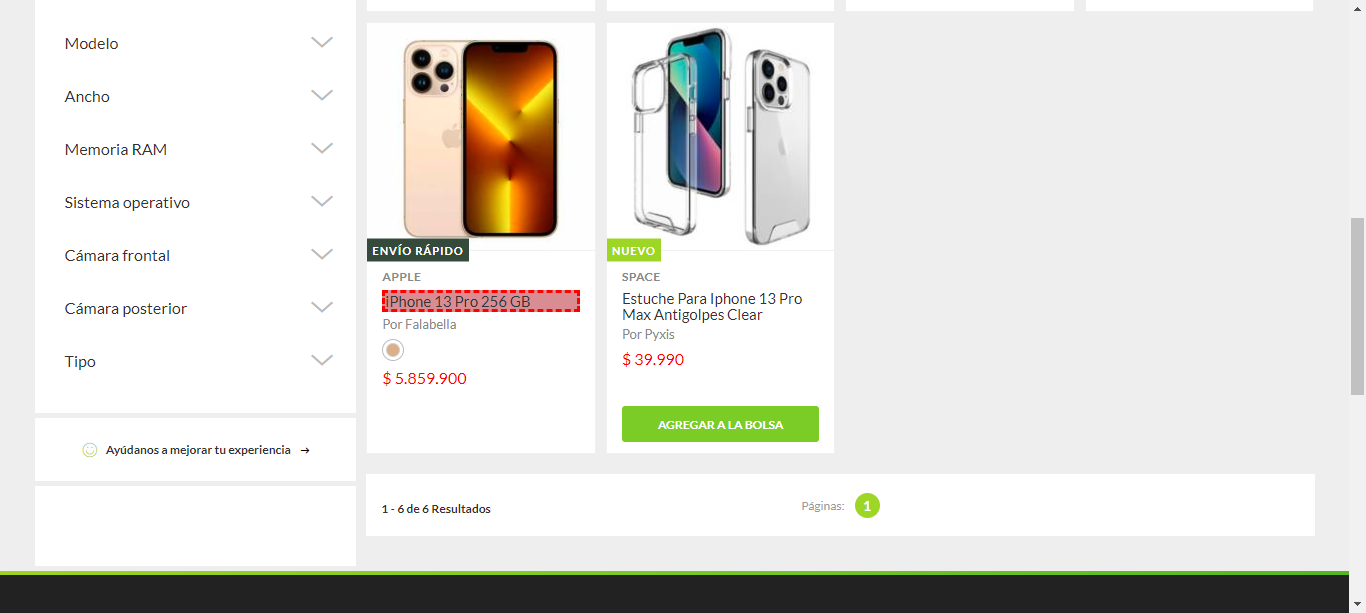 Modelo
Ancho
Memoria RAM
Sistema operativo
Cámara frontal
Cámara posterior
Tipo
Ayúdanos a mejorar tu experiencia →
ENVÍO RÁPIDO
APPLE
iPhone 13 Pro 256 GB
Por Falabella
$ 5.859.900
NUEVO
SPACE
Estuche Para Iphone 13 Pro
Max Antigolpes Clear
Por Pyxis
$ 39.990
AGREGAR A LA BOLSA
1 - 6 de 6 Resultados
Páginas: 1